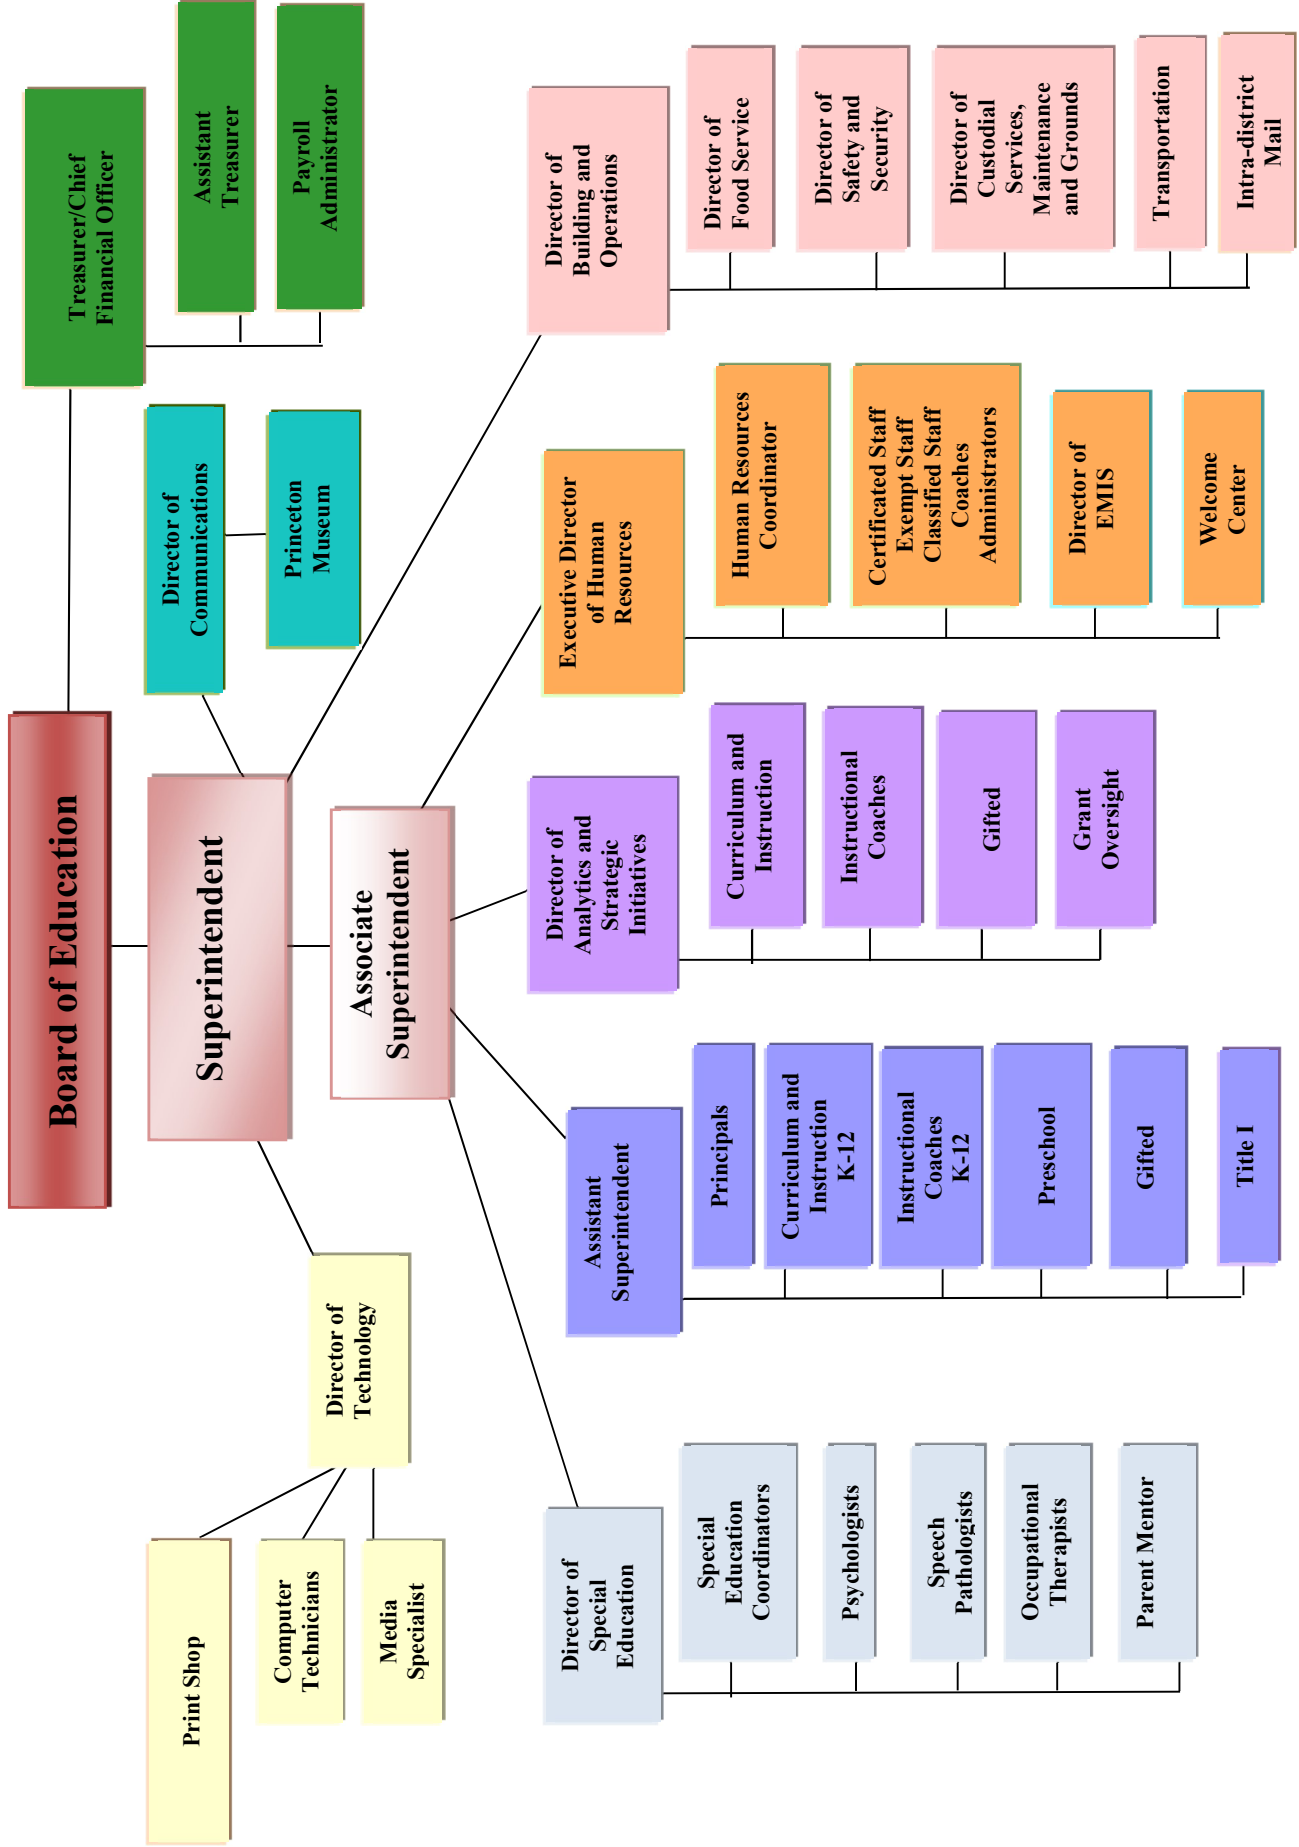 Board of Education
Treasurer/Chief
Financial Officer
Assistant
Treasurer
Payroll
Administrator
Superintendent
Director of
Communications
Princeton
Museum
Director of
Technology
Print Shop
Computer
Technicians
Media
Specialist
Associate
Superintendent
Director of
Special
Education
Special
Education
Coordinators
Psychologists
Speech
Pathologists
Occupational
Therapists
Parent Mentor
Assistant
Superintendent
Principals
Curriculum and
Instruction
K-12
Instructional
Coaches
K-12
Preschool
Gifted
Title I
Director of
Analytics and
Strategic
Initiatives
Curriculum and
Instruction
Instructional
Coaches
Gifted
Grant
Oversight
Executive Director
of Human
Resources
Human Resources
Coordinator
Certificated Staff
Exempt Staff
Classified Staff
Coaches
Administrators
Director of
EMIS
Welcome
Center
Director of
Building and
Operations
Director of
Food Service
Director of
Safety and
Security
Director of
Custodial
Services,
Maintenance
and Grounds
Transportation
Intra-district
Mail